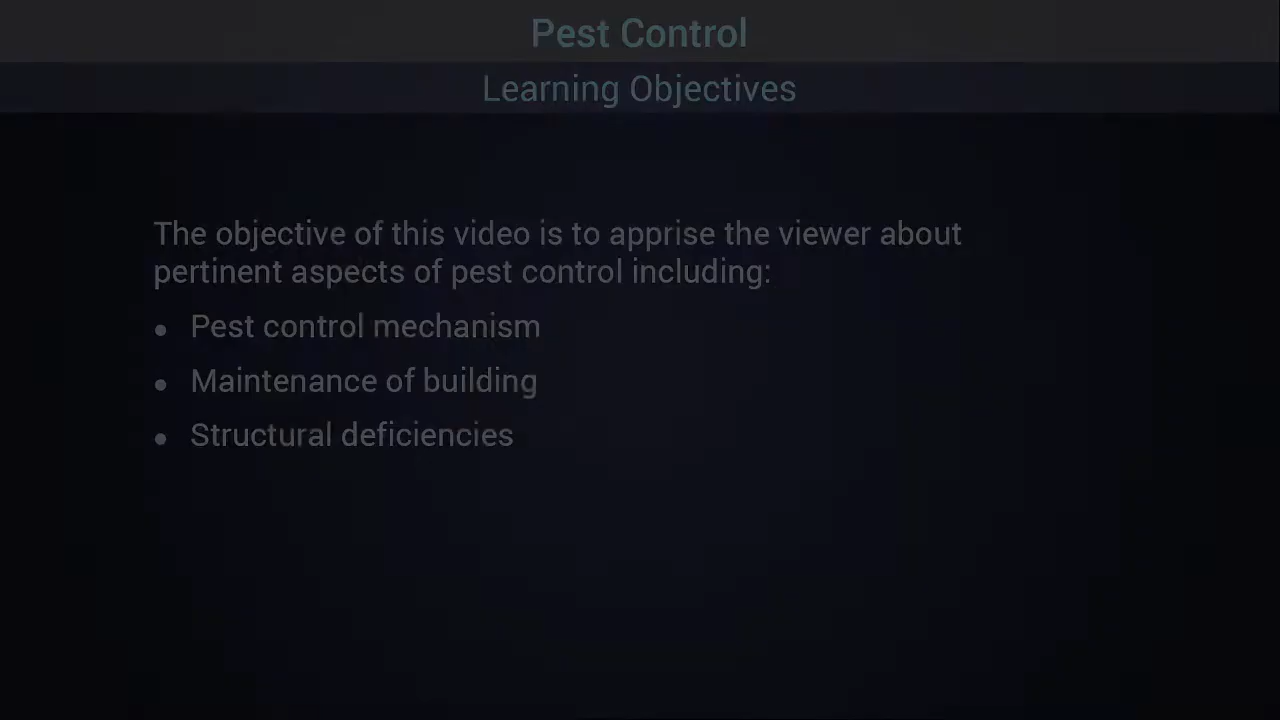 Pest Control
Learning Objectives
The objective of this video is to apprise the viewer about
pertinent aspects of pest control including:
• Pest control mechanism
• Maintenance of building
• Structural deficiencies